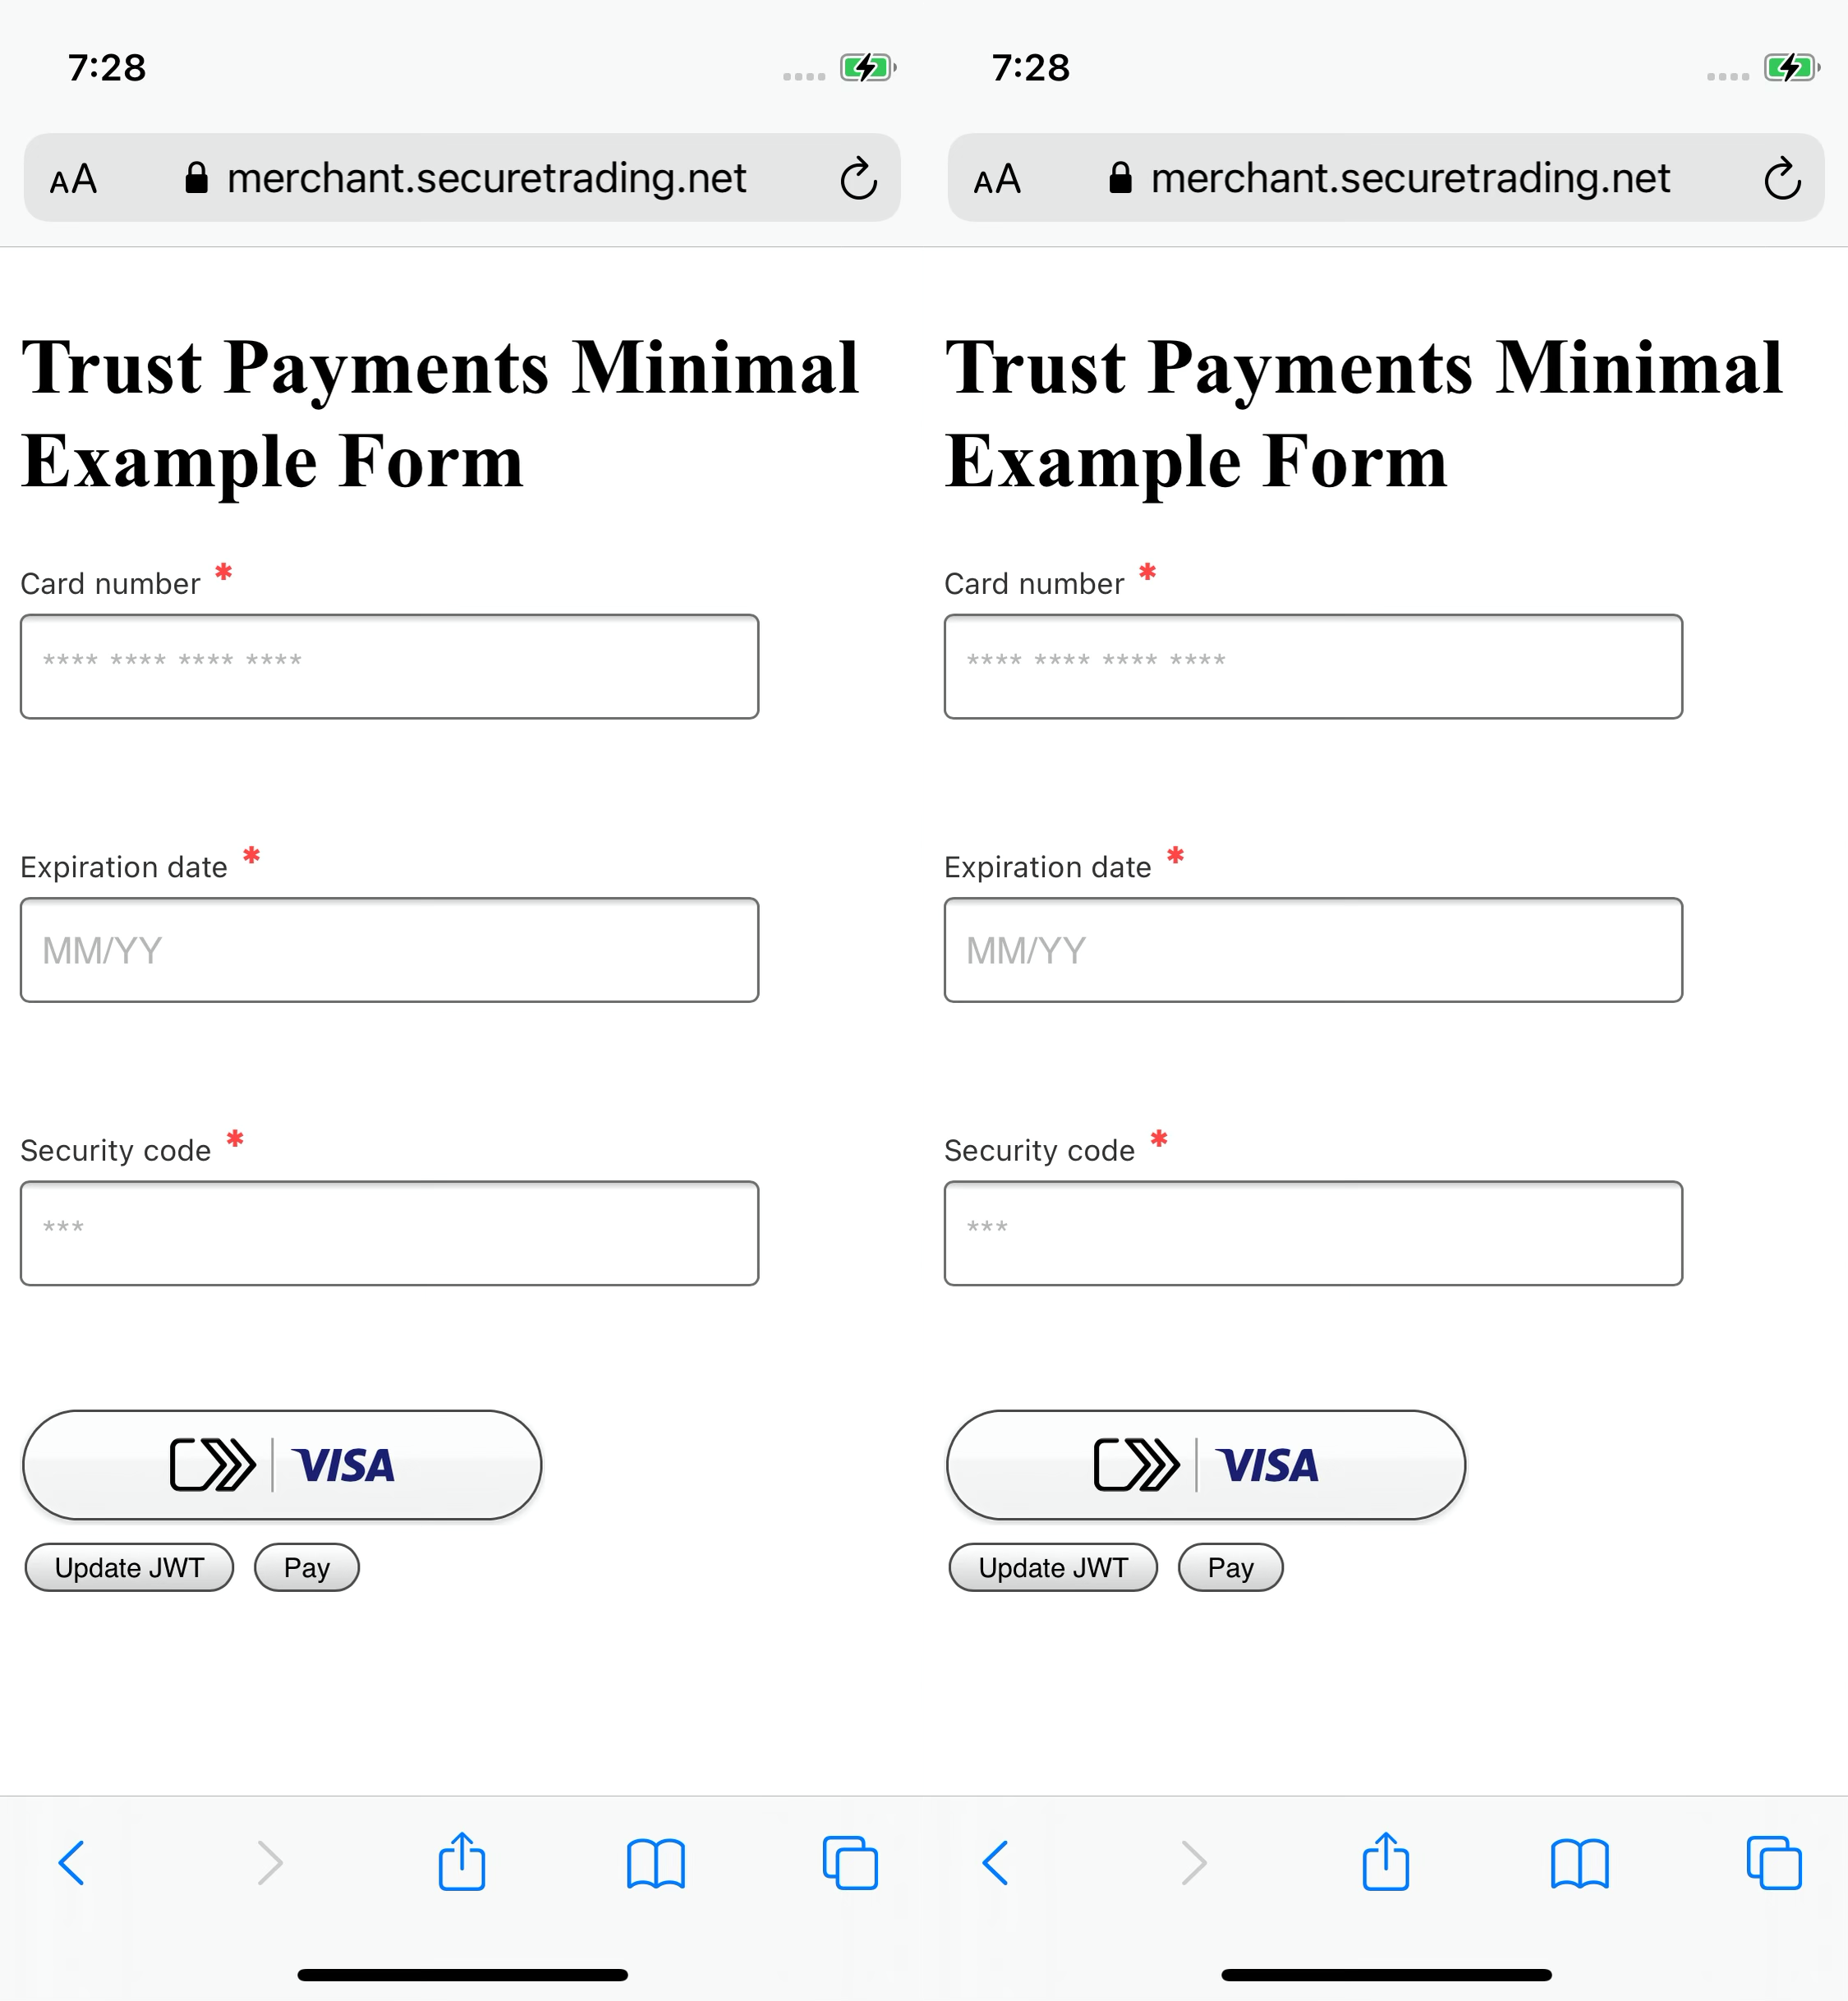 7:28
AA merchant.securetrading.net
Trust Payments Minimal
Example Form
Card number *
**** **** **** ****
Expiration date *
MM/YY
Security code *
***
VISA
Update JWT Pay
7:28
AA merchant.securetrading.net
Trust Payments Minimal
Example Form
Card number *
**** **** **** ****
Expiration date *
MM/YY
Security code *
***
VISA
Update JWT Pay